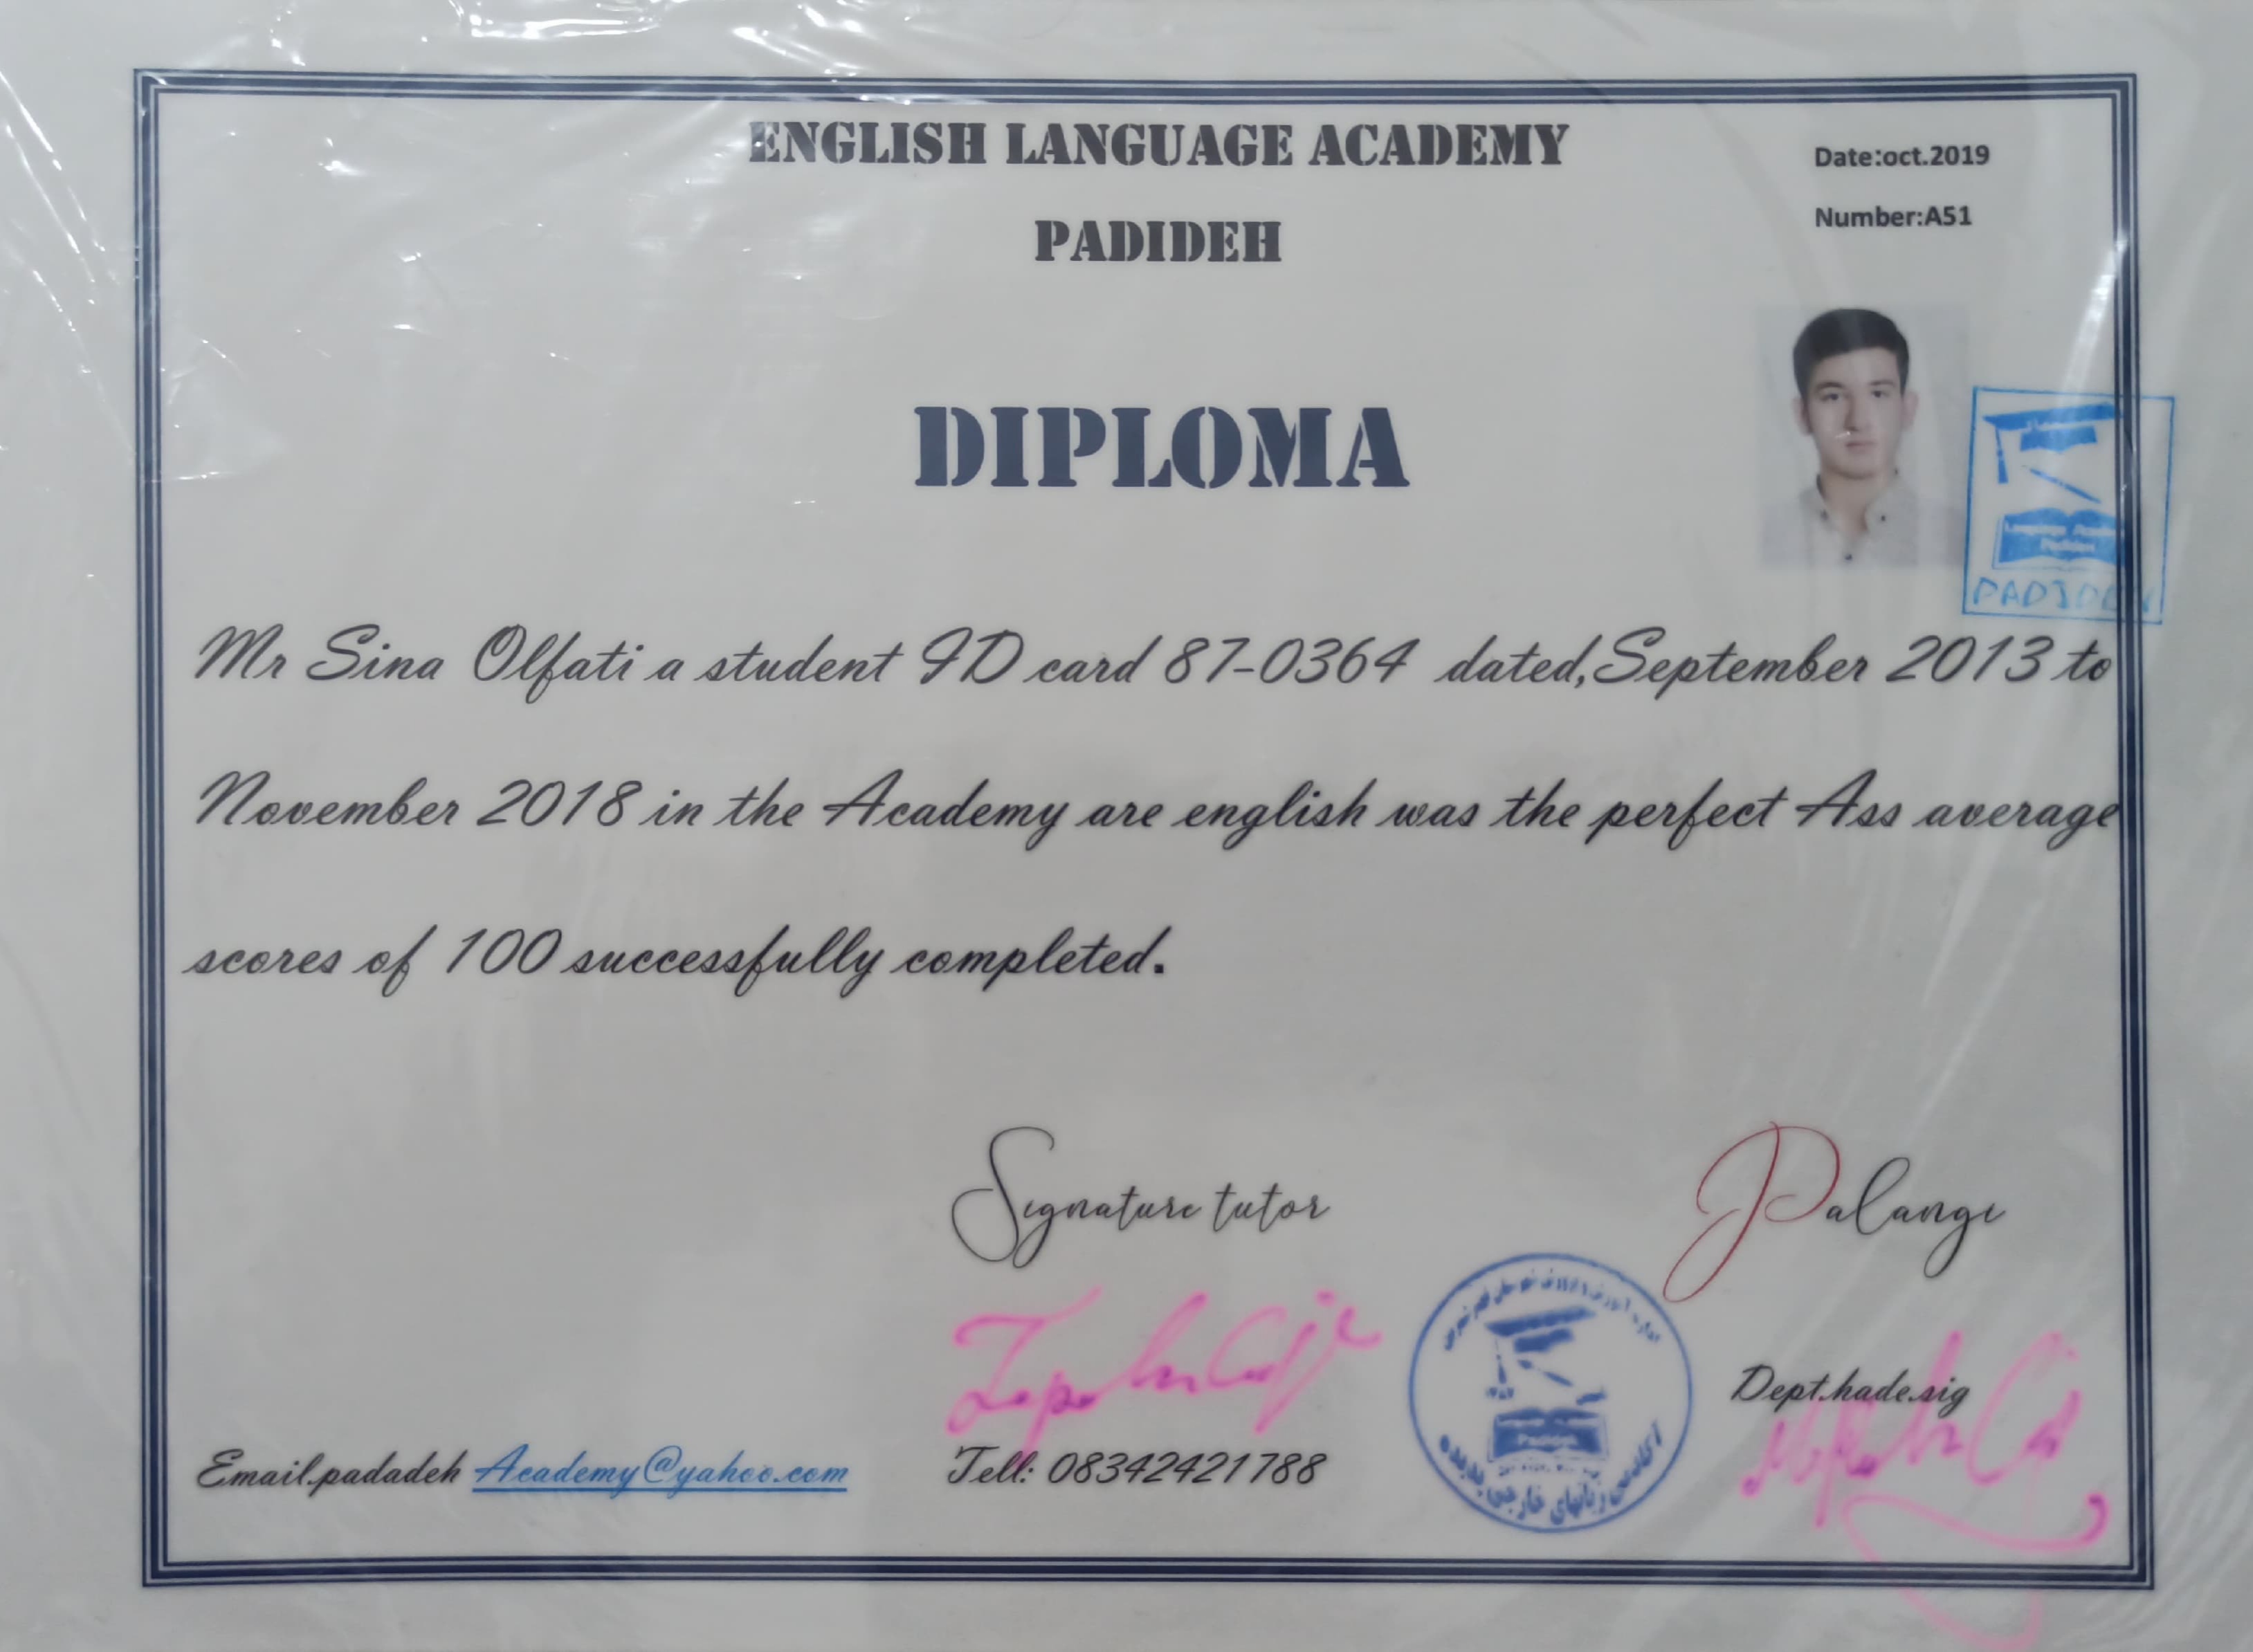 ENGLISH LANGUAGE ACADEMY
PADIDEH
Date:oct.2019
Number:A51
DIPLOMA
PADIDEH
Mr Sina Olfati a student ID card 87-0364 dated,September 2013 to
November 2018 in the Academy are english was the perfect Ass average
scores of 100 successfully completed.
Signature tutor
Palangi
Dept.hade.sig
Email.padadeh Academy@yahoo.com
Tell: 08342421788
Padideh
آکادمی زبانهای خارجی پدیده